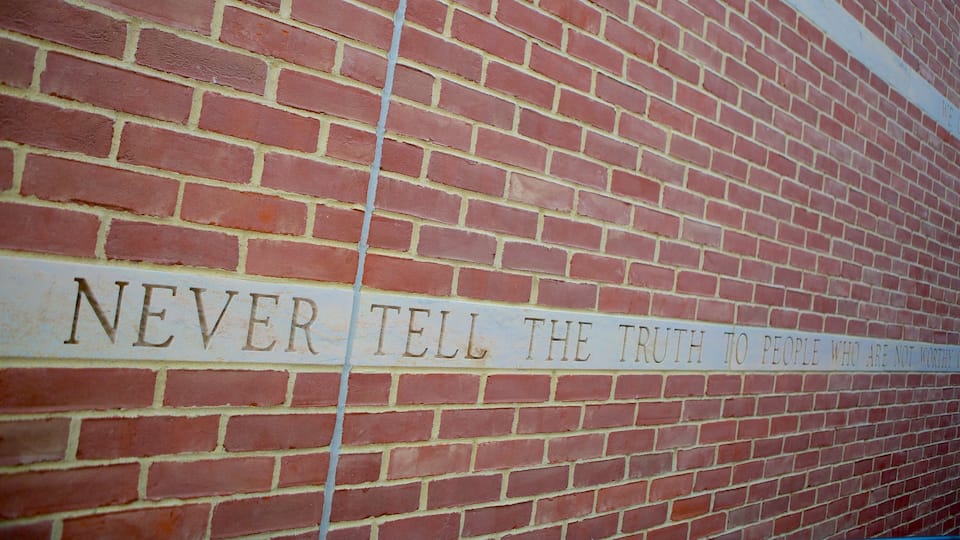 NEVER TELL THE TRUTH TO PEOPLE WHO ARE NOT WORTHY